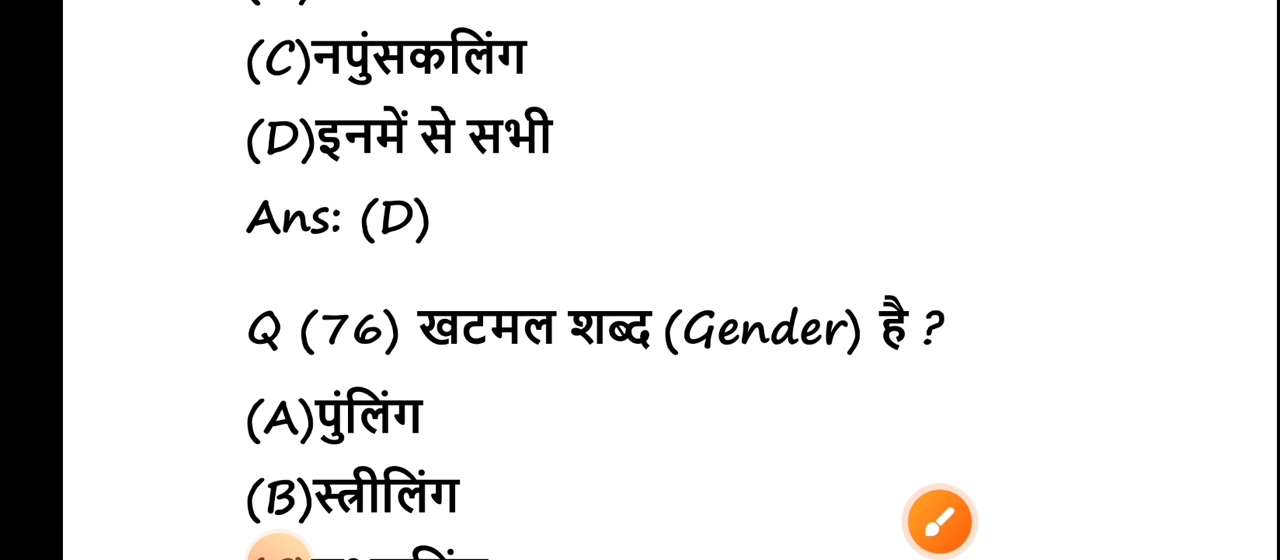 (C)नपुंसकलिंग
(D)इनमें से सभी
Ans: (D)
Q (76) खटमल शब्द (Gender) है ?
(A)पुंलिंग
(B)स्त्रीलिंग